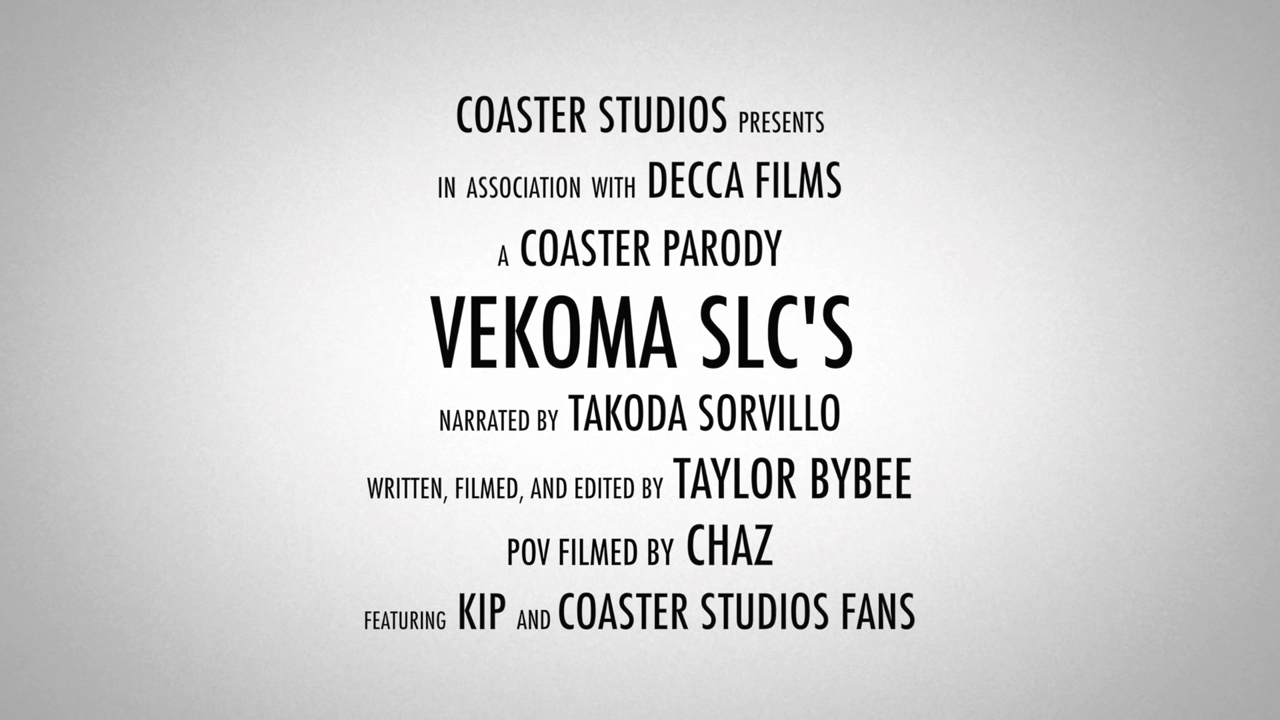 COASTER STUDIOS PRESENTS
IN ASSOCIATION WITH DECCA FILMS
A COASTER PARODY
VEKOMA SLC'S
NARRATED BY TAKODA SORVILLO
WRITTEN, FILMED, AND EDITED BY TAYLOR BYBEE
POV FILMED BY CHAZ
FEATURING KIP AND COASTER STUDIOS FANS